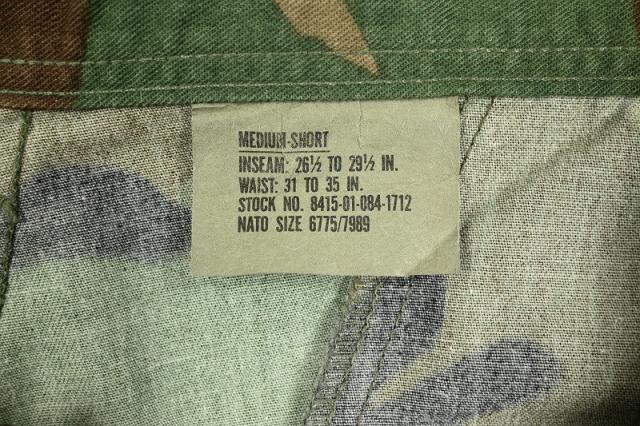 MEDIUM-SHORT
INSEAM: 26½ TO 29½ IN.
WAIST: 31 TO 35 IN.
STOCK NO. 8415-01-084-1712
NATO SIZE 6775/7989